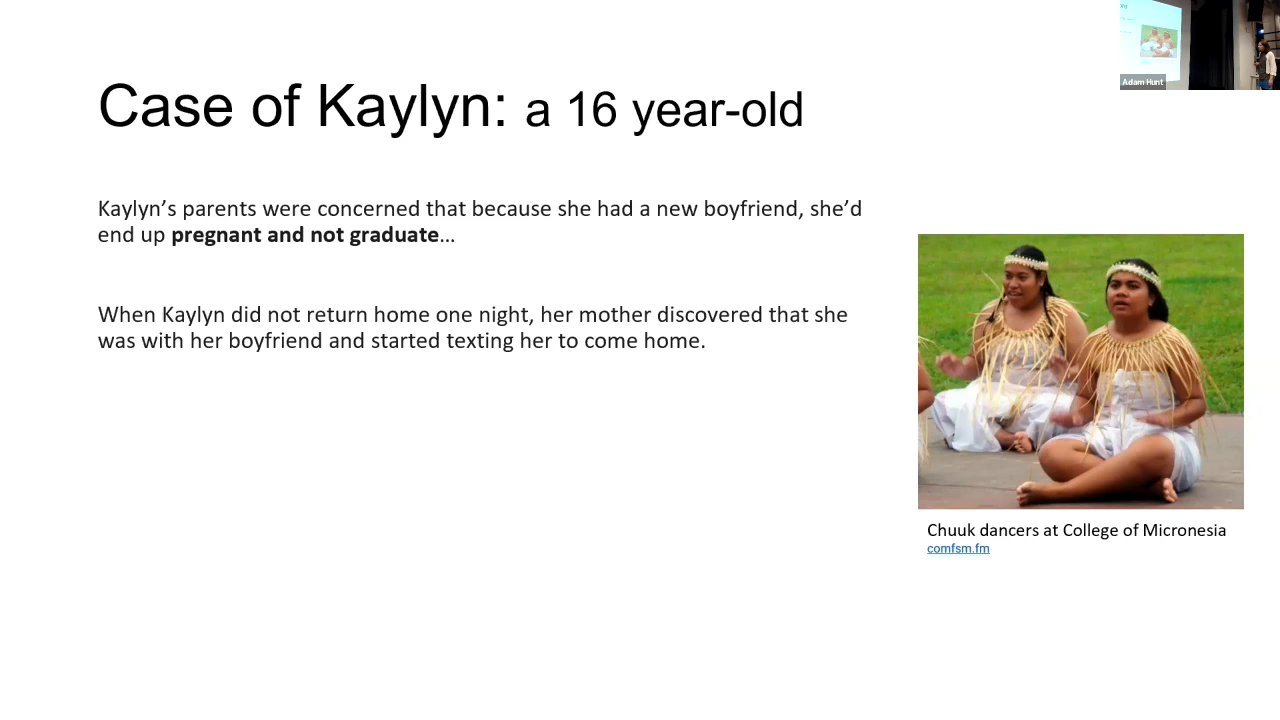 Case of Kaylyn: a 16 year-old
Kaylyn’s parents were concerned that because she had a new boyfriend, she’d
end up pregnant and not graduate…
When Kaylyn did not return home one night, her mother discovered that she
was with her boyfriend and started texting her to come home.
Chuuk dancers at College of Micronesia
comfsm.fm
Adam Hunt